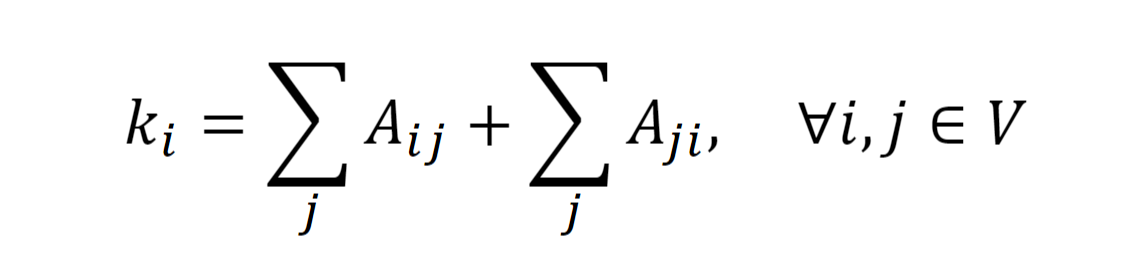 $k_i = \sum_j A_{ij} + \sum_j A_{ji}, \quad \forall i, j \in V$